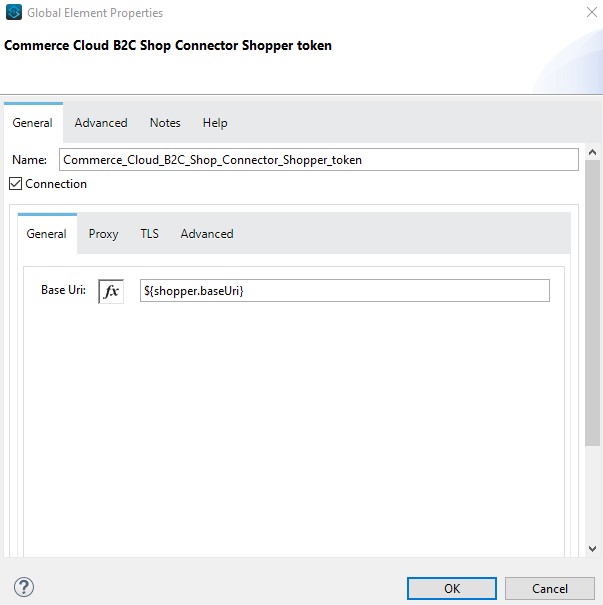 Global Element Properties
Commerce Cloud B2C Shop Connector Shopper token
General Advanced Notes Help
Name: Commerce_Cloud_B2C_Shop_Connector_Shopper_token
Connection
General Proxy TLS Advanced
Base Uri: fx ${shopper.baseUri}
? OK Cancel